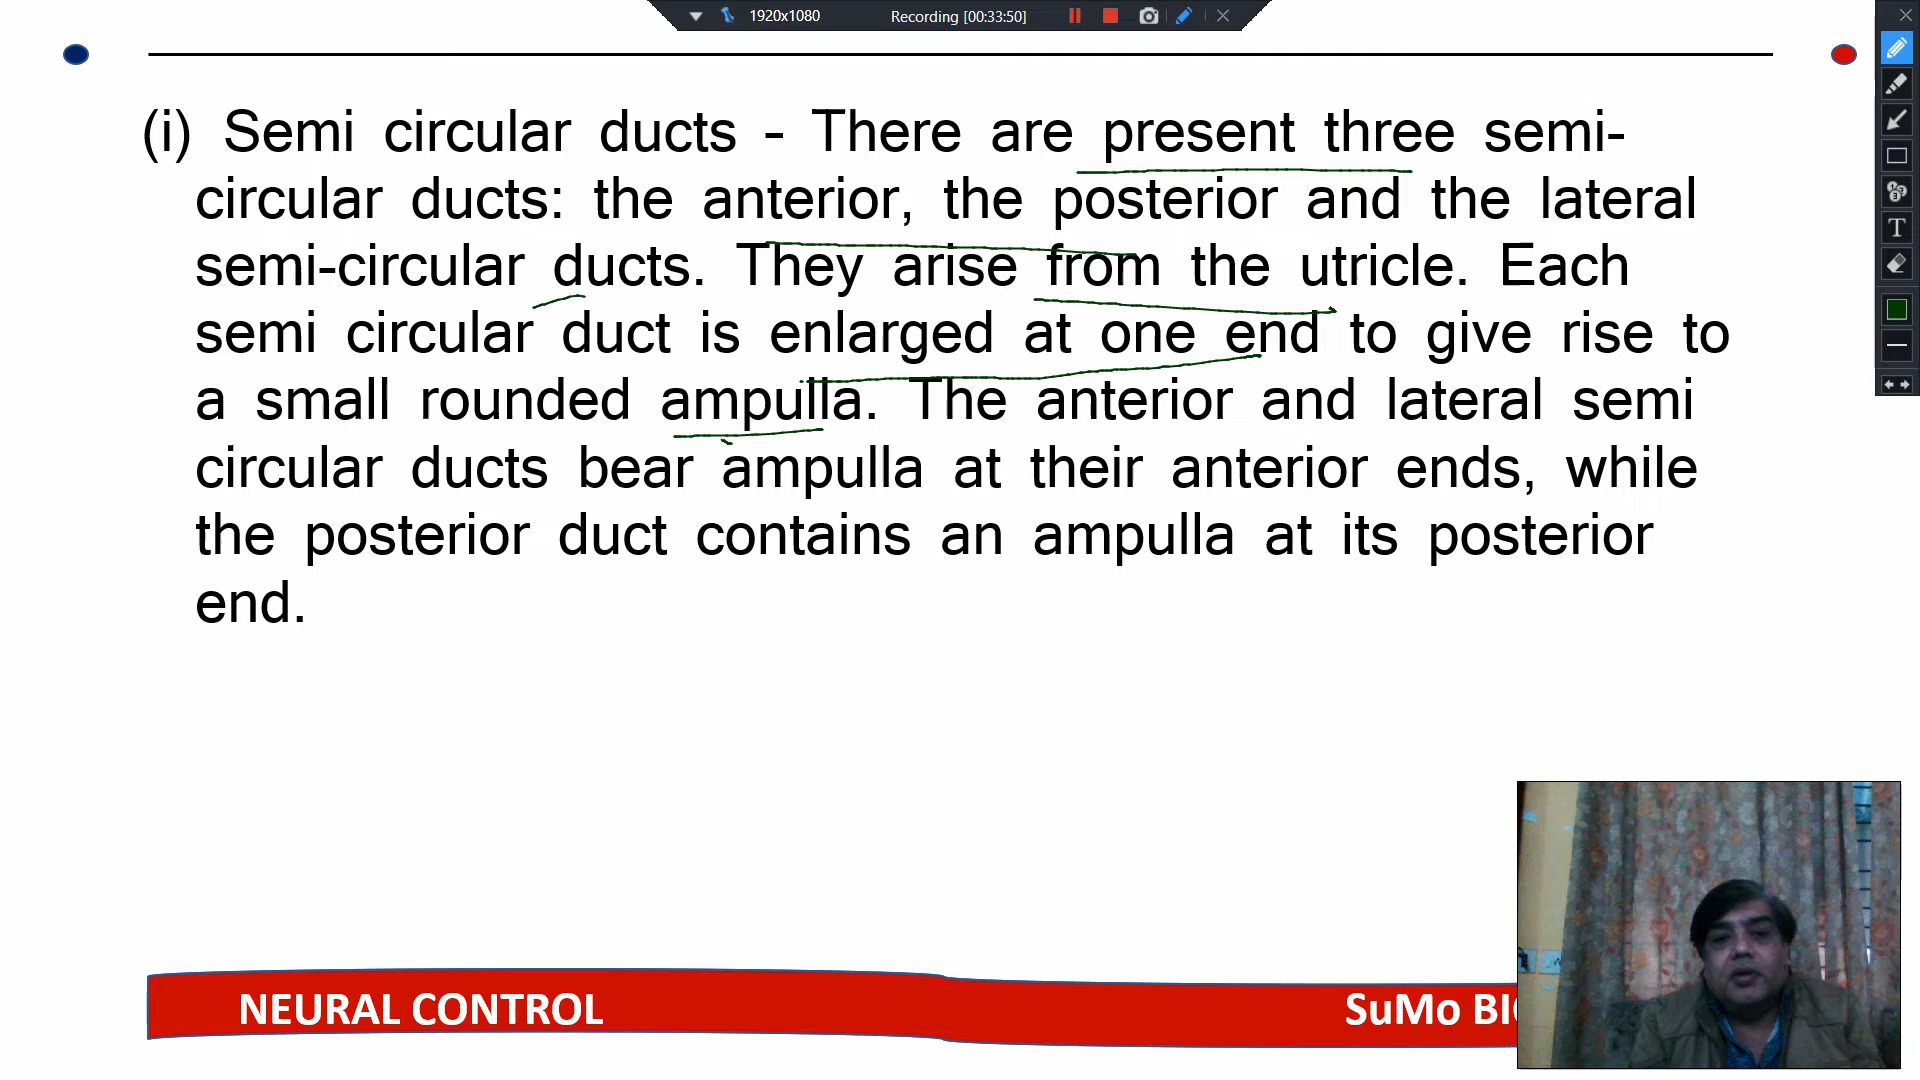 1920x1080 Recording [00:33:50]
(i) Semi circular ducts - There are present three semi-
circular ducts: the anterior, the posterior and the lateral
semi-circular ducts. They arise from the utricle. Each
semi circular duct is enlarged at one end to give rise to
a small rounded ampulla. The anterior and lateral semi
circular ducts bear ampulla at their anterior ends, while
the posterior duct contains an ampulla at its posterior
end.
NEURAL CONTROL
SuMo